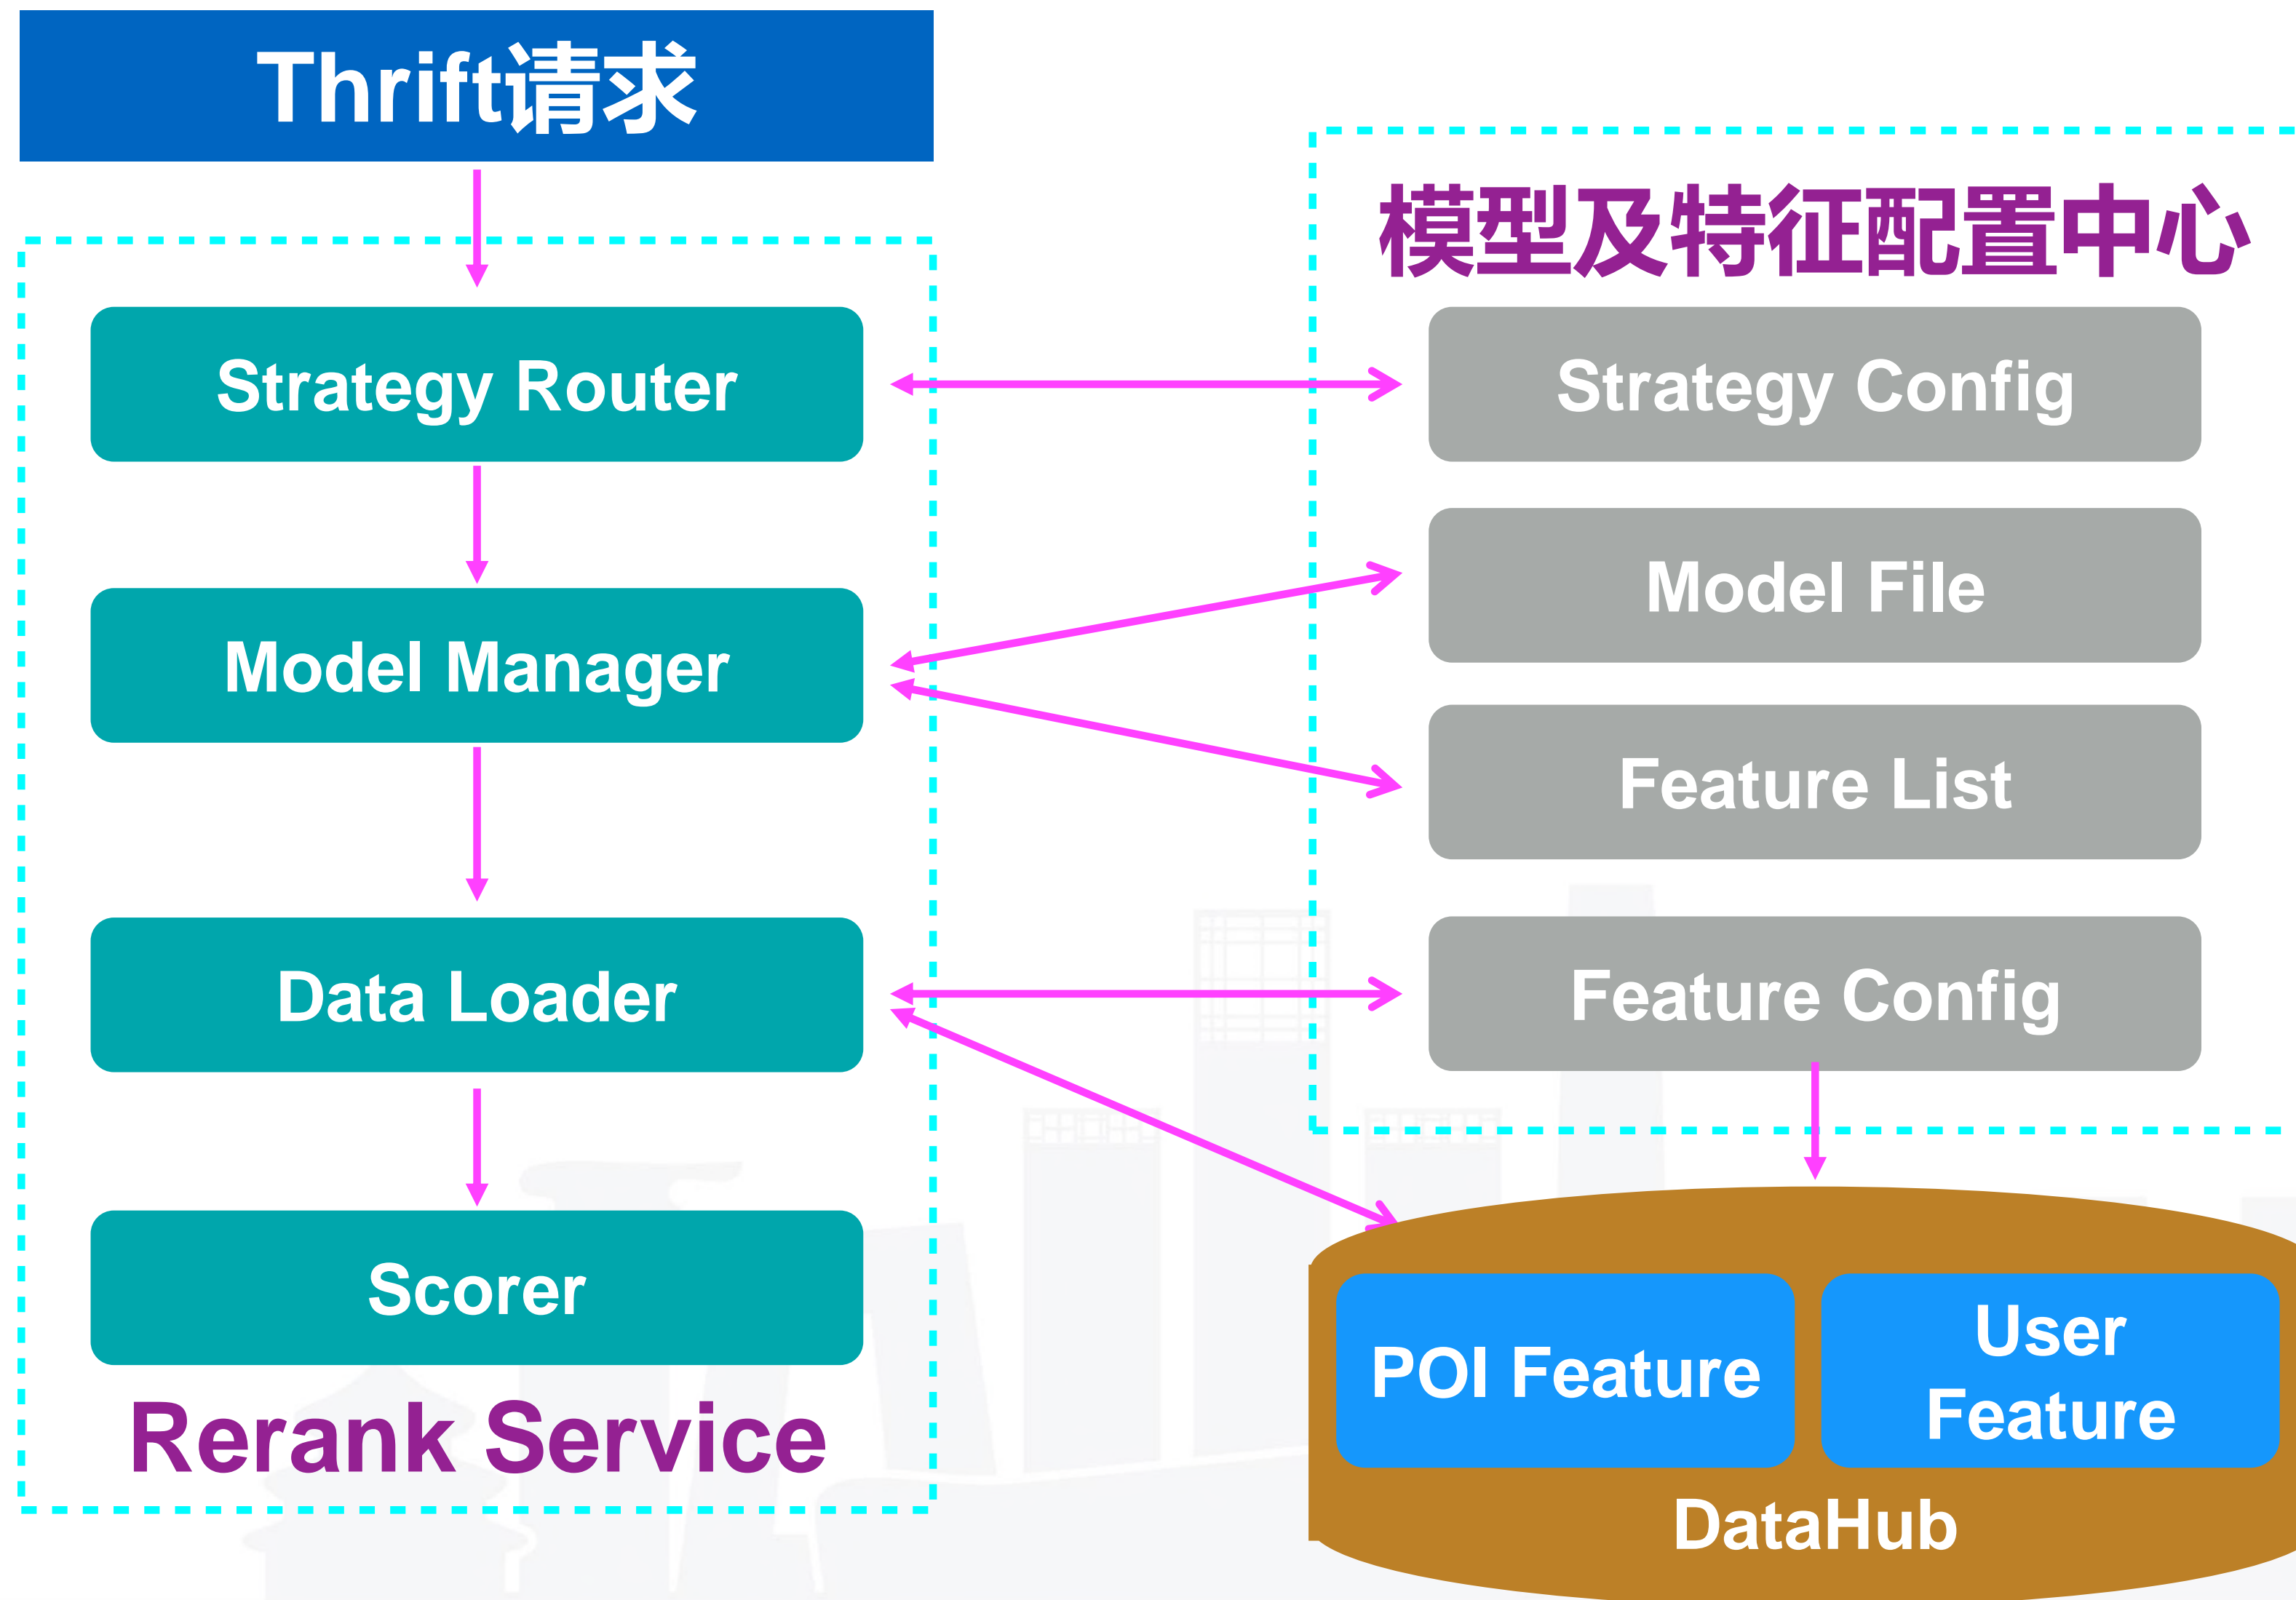 Thrift请求
Strategy Router
Model Manager
Data Loader
Scorer
Rerank Service
模型及特征配置中心
Strategy Config
Model File
Feature List
Feature Config
POI Feature
User
Feature
DataHub